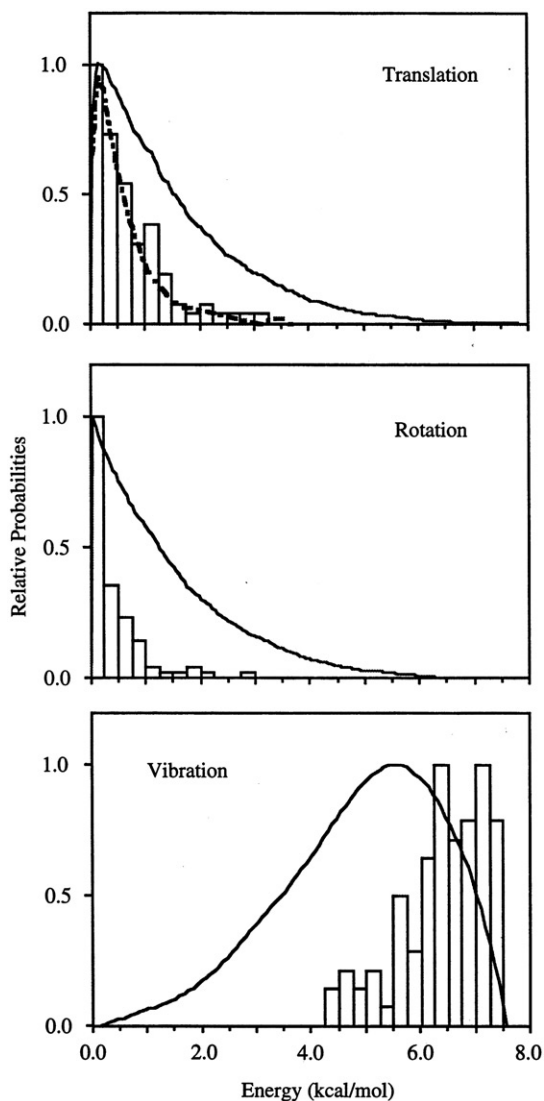 1.0
Translation
0.5
0.0
1.0
Rotation
0.5
0.0
Relative Probabilities
1.0
Vibration
0.5
0.0
0.0 2.0 4.0 6.0 8.0
Energy (kcal/mol)